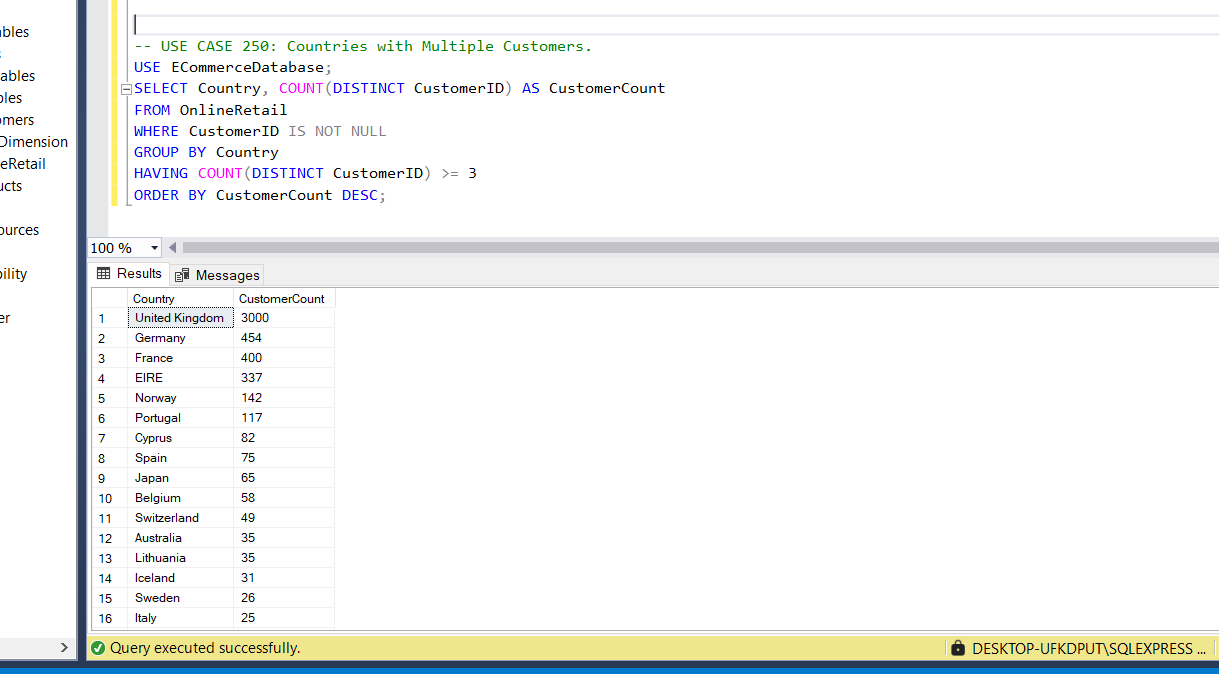 ables
ables
bles
omers
Dimension
eRetail
ucts
ources
bility
er
-- USE CASE 250: Countries with Multiple Customers.
USE ECommerceDatabase;
SELECT Country, COUNT(DISTINCT CustomerID) AS CustomerCount
FROM OnlineRetail
WHERE CustomerID IS NOT NULL
GROUP BY Country
HAVING COUNT(DISTINCT CustomerID) >= 3
ORDER BY CustomerCount DESC;
100 %
Results Messages
Country CustomerCount
1 United Kingdom 3000
2 Germany 454
3 France 400
4 EIRE 337
5 Norway 142
6 Portugal 117
7 Cyprus 82
8 Spain 75
9 Japan 65
10 Belgium 58
11 Switzerland 49
12 Australia 35
13 Lithuania 35
14 Iceland 31
15 Sweden 26
16 Italy 25
Query executed successfully. DESKTOP-UFKDPUT\SQLEXPRESS ...